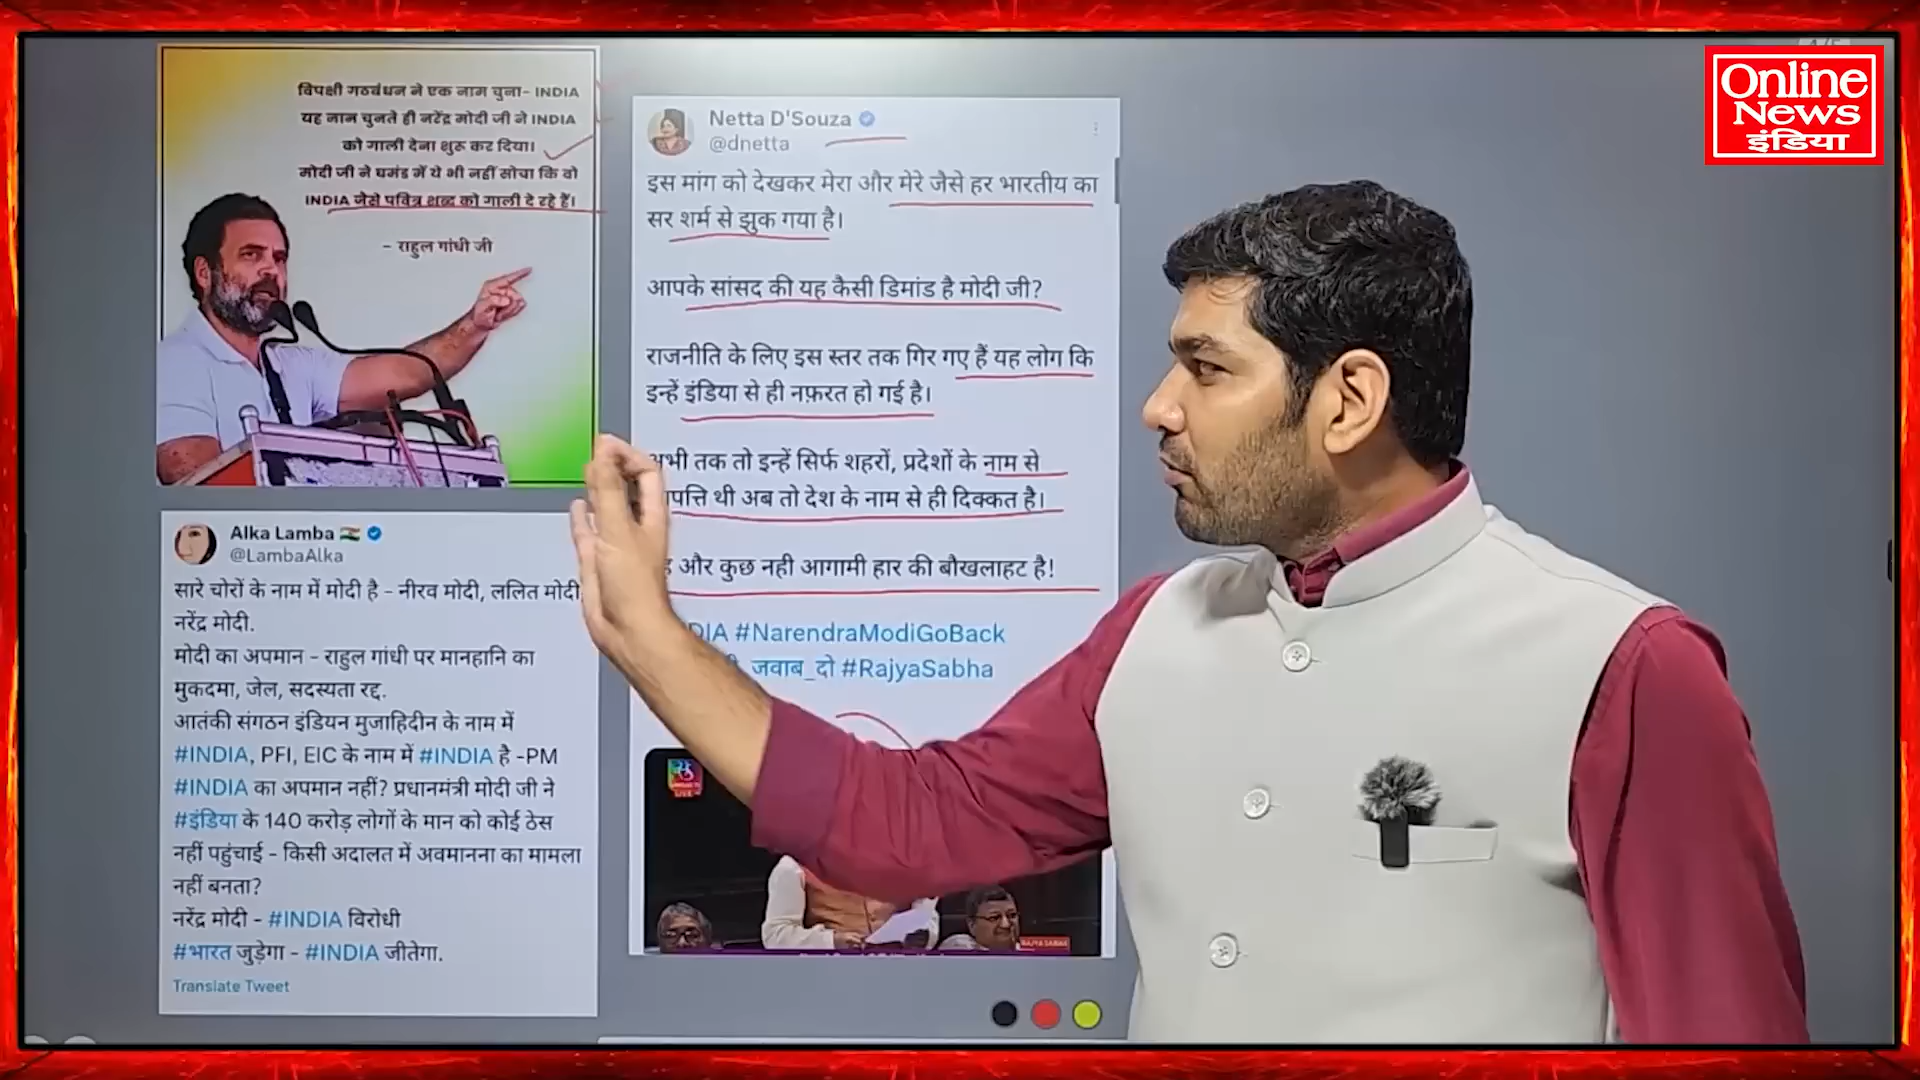 विपक्षी गठबंधन ने एक नाम चुना- INDIA
यह नाम चुनते ही नरेंद्र मोदी जी ने INDIA
को गाली देना शुरू कर दिया।
मोदी जी ने घमंड में ये भी नहीं सोचा कि वो
INDIA जैसे पवित्र शब्द को गाली दे रहे हैं।
- राहुल गांधी जी
Alka Lamba
@LambaAlka
सारे चोरों के नाम में मोदी है - नीरव मोदी, ललित मोदी
नरेंद्र मोदी.
मोदी का अपमान - राहुल गांधी पर मानहानि का
मुकदमा, जेल, सदस्यता रद्द.
आतंकी संगठन इंडियन मुजाहिदीन के नाम में
#INDIA, PFI, EIC के नाम में #INDIA है -PM
#INDIA का अपमान नहीं? प्रधानमंत्री मोदी जी ने
#इंडिया के 140 करोड़ लोगों के मान को कोई ठेस
नहीं पहुंचाई - किसी अदालत में अवमानना का मामला
नहीं बनता?
नरेंद्र मोदी - #INDIA विरोधी
#भारत जुड़ेगा - #INDIA जीतेगा.
Translate Tweet
Netta D'Souza
@dnetta
इस मांग को देखकर मेरा और मेरे जैसे हर भारतीय का
सर शर्म से झुक गया है।
आपके सांसद की यह कैसी डिमांड है मोदी जी?
राजनीति के लिए इस स्तर तक गिर गए हैं यह लोग कि
इन्हें इंडिया से ही नफ़रत हो गई है।
तक तो इन्हें सिर्फ शहरों, प्रदेशों के नाम से
थी अब तो देश के नाम से ही दिक्कत है।
और कुछ नही आगामी हार की बौखलाहट है!
#NarendraModiGoBack
जवाब_दो #RajyaSabha
RAJYA SABHA
Online
News
इंडिया